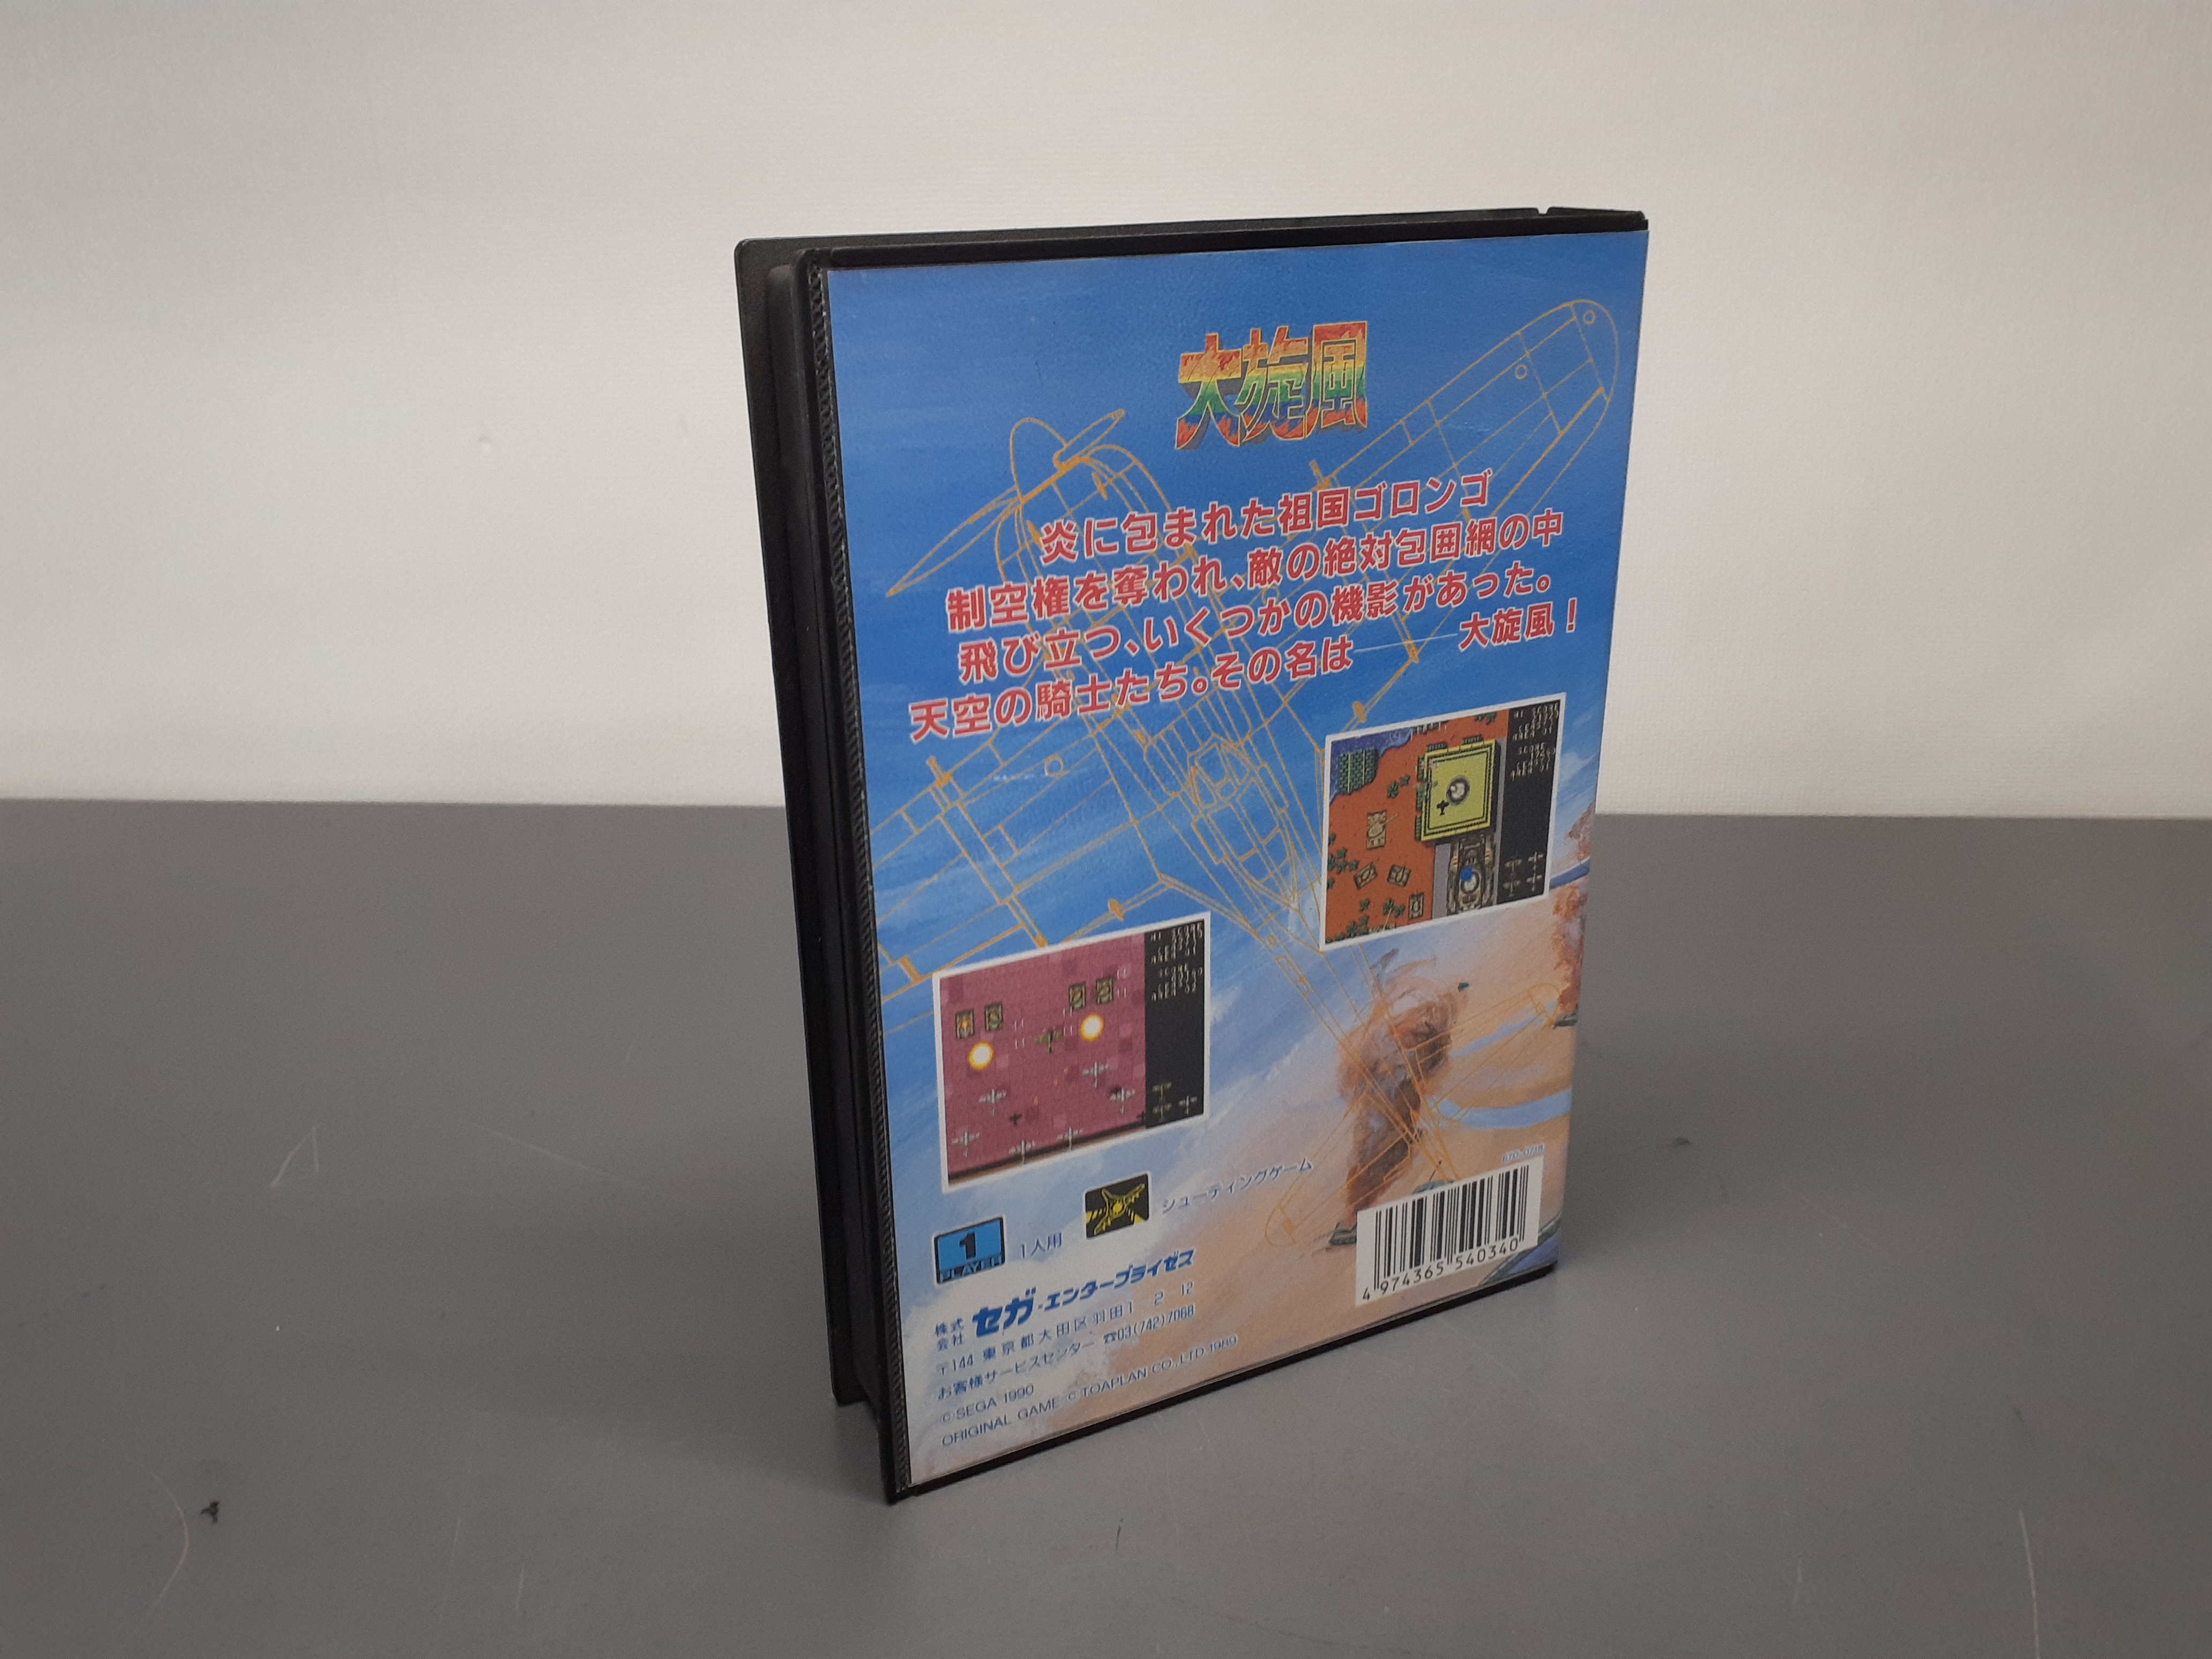 大旋風
炎に包まれた祖国ゴロンゴ
制空権を奪われ、敵の絶対包囲網の中
飛び立つ、いくつかの機影があった。
天空の騎士たち。その名は――大旋風!
HI SCORE
SCORE
HI SCORE
SCORE
1
PLAYER
1人用
シューティングゲーム
株式会社 セガ・エンタープライゼス
〒144 東京都大田区羽田1 2 12
お客様サービスセンター ☎03(742)7068
©SEGA 1990
ORIGINAL GAME ©TOAPLAN CO.,LTD.1989
4 974365 540340